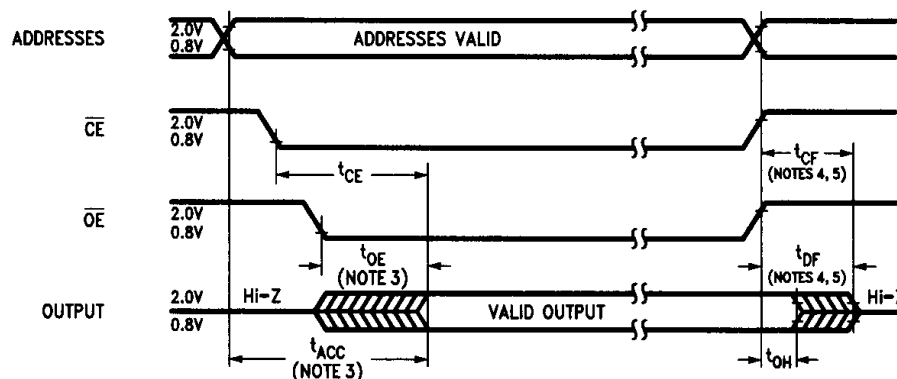 ADDRESSES
2.0V
0.8V
ADDRESSES VALID
CE
2.0V
0.8V
tCE
tCF
(NOTES 4, 5)
OE
2.0V
0.8V
tOE
(NOTE 3)
tDF
(NOTES 4, 5)
OUTPUT
2.0V
0.8V
Hi-Z
VALID OUTPUT
Hi-Z
tACC
(NOTE 3)
tOH